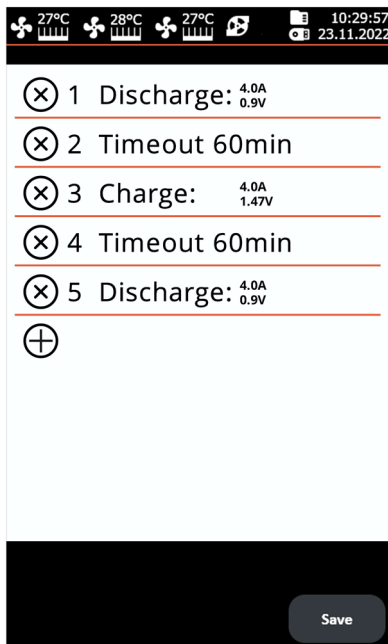 27°C 28°C 27°C 10:29:57
23.11.2022
1 Discharge: 4.0A
0.9V
2 Timeout 60min
3 Charge: 4.0A
1.47V
4 Timeout 60min
5 Discharge: 4.0A
0.9V
Save